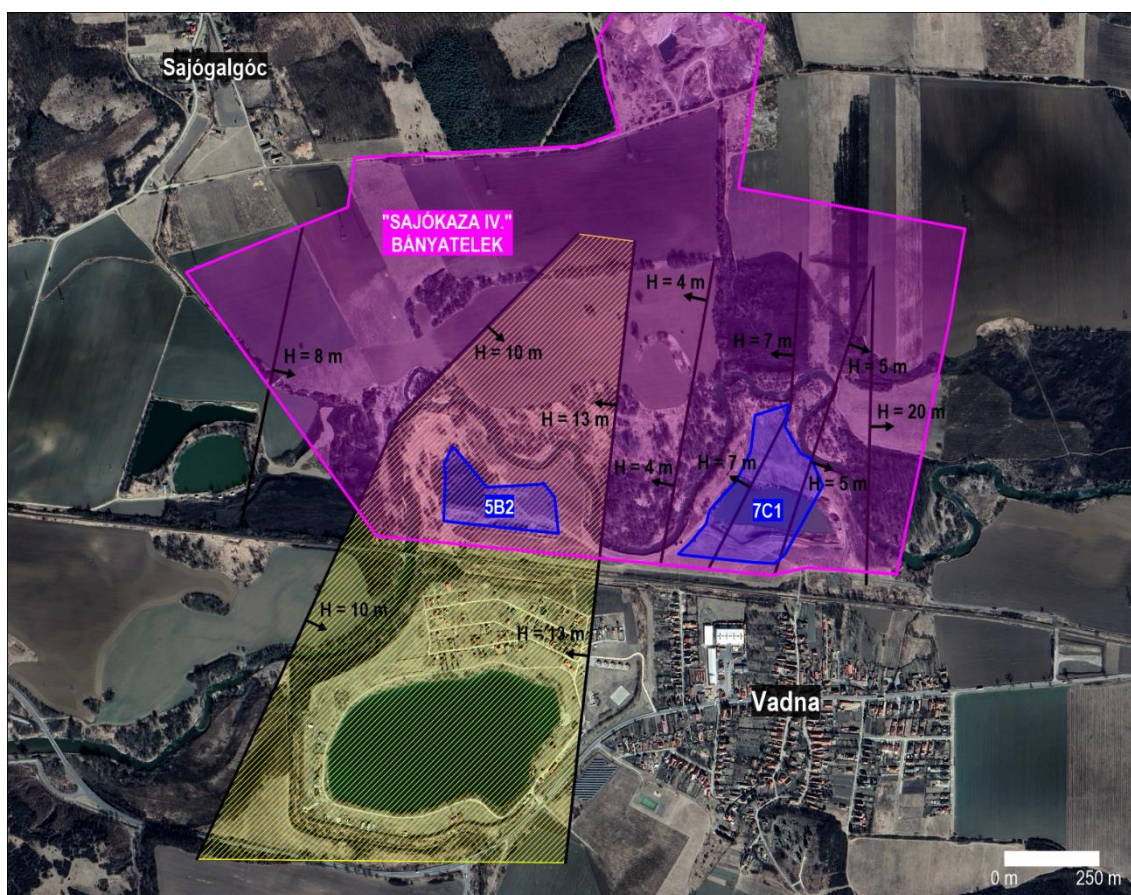 Sajógalgóc
"SAJÓKAZA IV."
BÁNYATELEK
H = 4 m
H = 7 m
H = 8 m
H = 10 m
H = 5 m
H = 13 m
H = 20 m
H = 4 m
H = 7 m
H = 5 m
5B2
7C1
H = 10 m
H = 13 m
Vadna
0 m
250 m